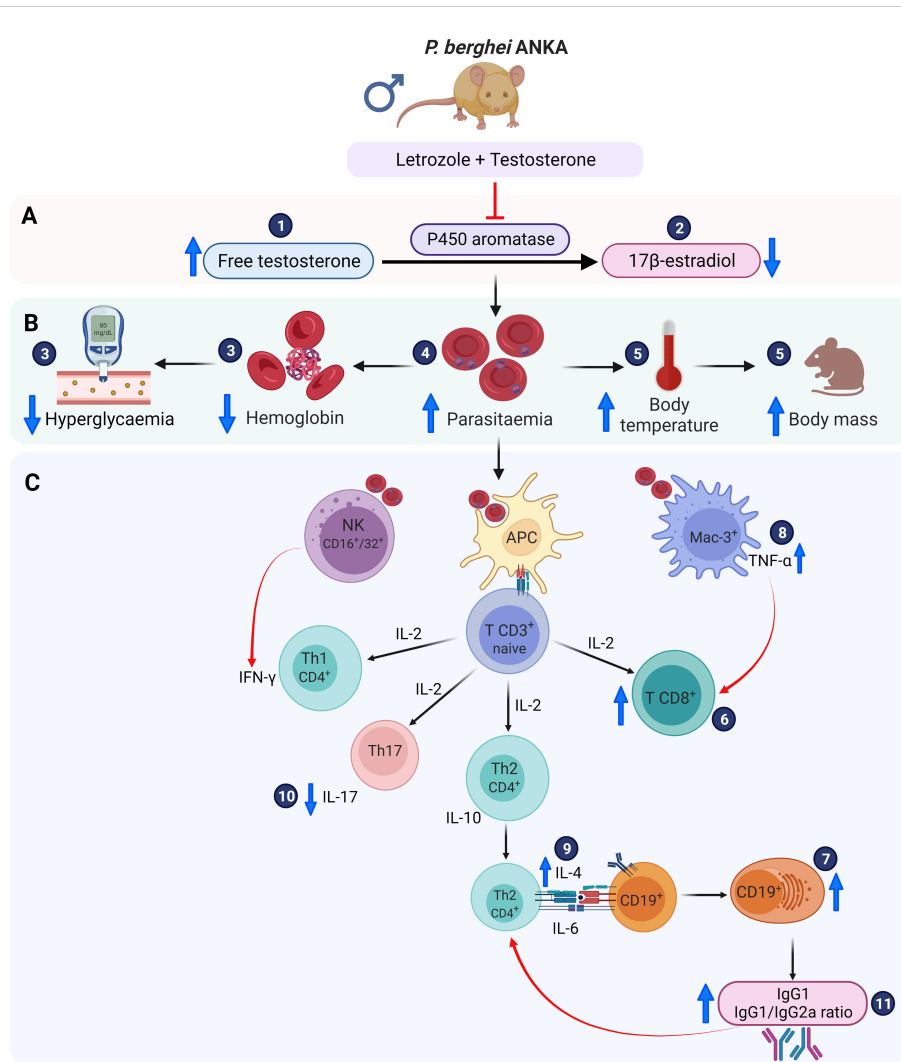 P. berghei ANKA
Letrozole + Testosterone
A
1
Free testosterone
P450 aromatase
2
17β-estradiol
B
3
80
mg/dL
Hyperglycaemia
3
Hemoglobin
4
Parasitaemia
5
Body
temperature
5
Body mass
C
NK
CD16+/32+
APC
Mac-3+
8
TNF-α
T CD3+
naive
IL-2
IL-2
IL-2
IL-2
IFN-γ
Th1
CD4+
T CD8+
6
Th17
10
IL-17
Th2
CD4+
IL-10
9
IL-4
Th2
CD4+
IL-6
CD19+
7
CD19+
IgG1
IgG1/IgG2a ratio
11